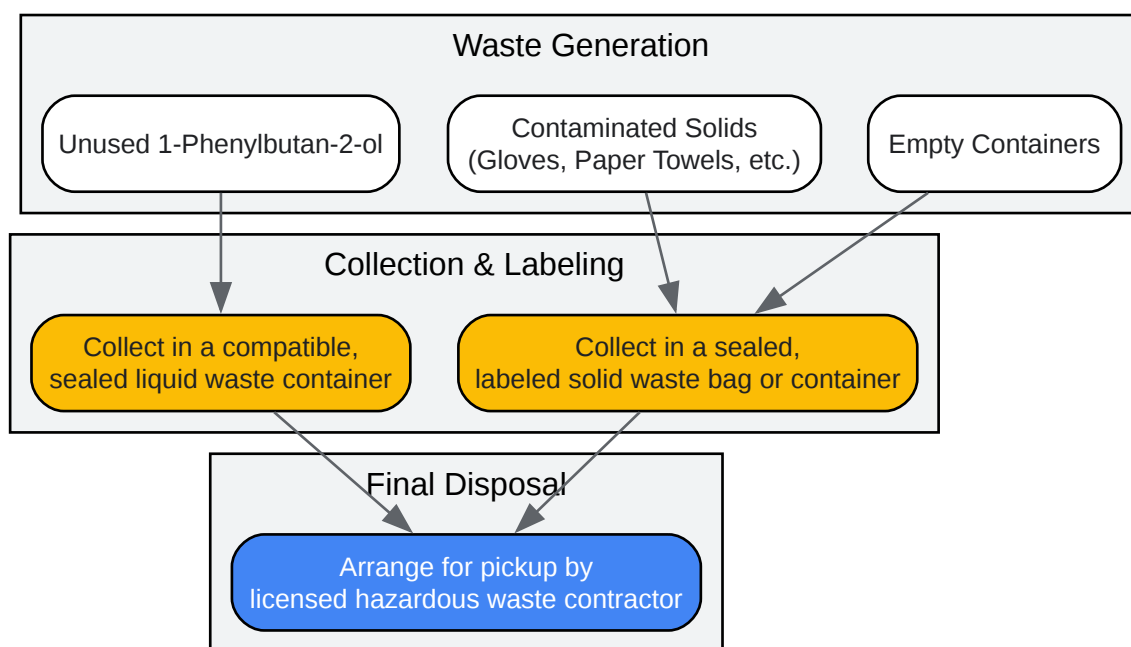 Waste Generation
Unused 1-Phenylbutan-2-ol
Contaminated Solids
(Gloves, Paper Towels, etc.)
Empty Containers
Collection & Labeling
Collect in a compatible,
sealed liquid waste container
Collect in a sealed,
labeled solid waste bag or container
Final Disposal
Arrange for pickup by
licensed hazardous waste contractor